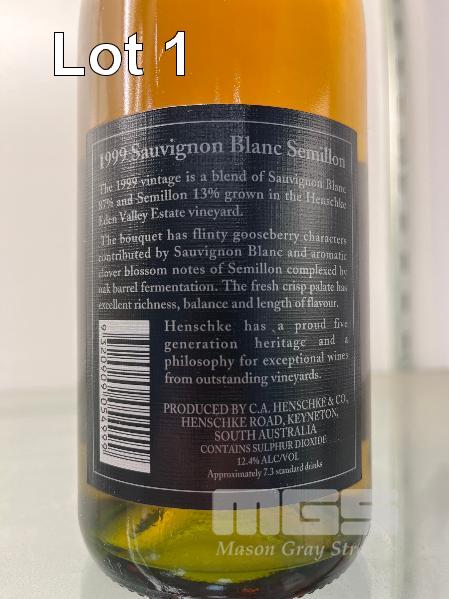 Lot 1
1999 Sauvignon Blanc Semillon
The 1999 vintage is a blend of Sauvignon Blanc
87% and Semillon 13% grown in the Henschke
Eden Valley Estate vineyard.
The bouquet has flinty gooseberry characters
contributed by Sauvignon Blanc and aromatic
clover blossom notes of Semillon complexed by
oak barrel fermentation. The fresh crisp palate has
excellent richness, balance and length of flavour.
Henschke has a proud five
generation heritage and a
philosophy for exceptional wines
from outstanding vineyards.
PRODUCED BY C.A. HENSCHKE & CO.,
HENSCHKE ROAD, KEYNETON,
SOUTH AUSTRALIA
CONTAINS SULPHUR DIOXIDE
12.4% ALC/VOL
Approximately 7.3 standard drinks
9320909054999
MGS
Mason Gray Str